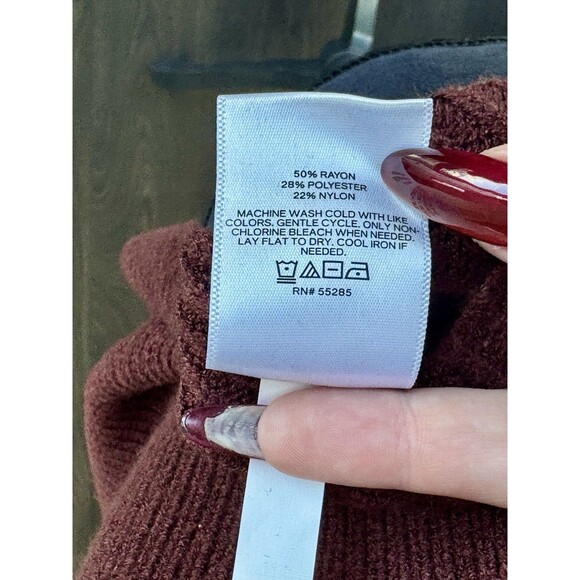 50% RAYON
28% POLYESTER
22% NYLON
MACHINE WASH COLD WITH LIKE
COLORS. GENTLE CYCLE. ONLY NON-
CHLORINE BLEACH WHEN NEEDED.
LAY FLAT TO DRY. COOL IRON IF
NEEDED.
RN# 55285